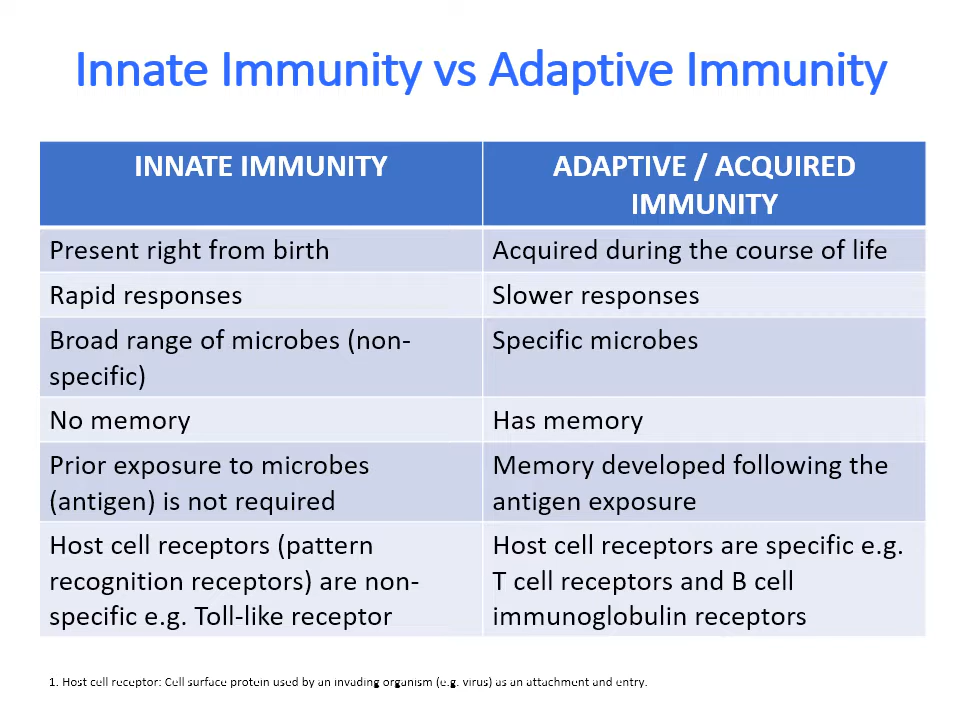 Innate Immunity vs Adaptive Immunity
INNATE IMMUNITY
ADAPTIVE / ACQUIRED
IMMUNITY
Present right from birth
Acquired during the course of life
Rapid responses
Slower responses
Broad range of microbes (non-
specific)
Specific microbes
No memory
Has memory
Prior exposure to microbes
(antigen) is not required
Memory developed following the
antigen exposure
Host cell receptors (pattern
recognition receptors) are non-
specific e.g. Toll-like receptor
Host cell receptors are specific e.g.
T cell receptors and B cell
immunoglobulin receptors
1. Host cell receptor: Cell surface protein used by an invading organism (e.g. virus) as an attachment and entry.